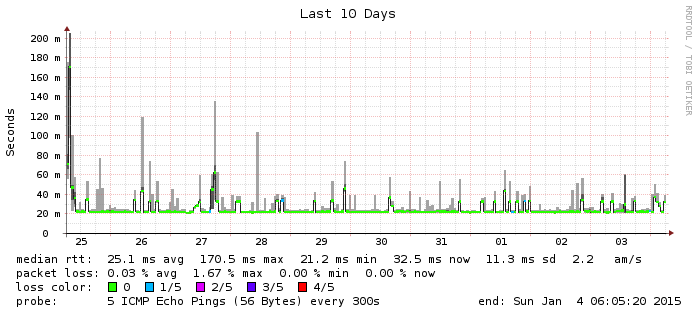 Last 10 Days
RRDTOOL / TOBI OETIKER
Seconds
200 m
180 m
160 m
140 m
120 m
100 m
80 m
60 m
40 m
20 m
0
25 26 27 28 29 30 31 01 02 03
median rtt: 25.1 ms avg 170.5 ms max 21.2 ms min 32.5 ms now 11.3 ms sd 2.2 am/s
packet loss: 0.03 % avg 1.67 % max 0.00 % min 0.00 % now
loss color: 0 1/5 2/5 3/5 4/5
probe: 5 ICMP Echo Pings (56 Bytes) every 300s end: Sun Jan 4 06:05:20 2015